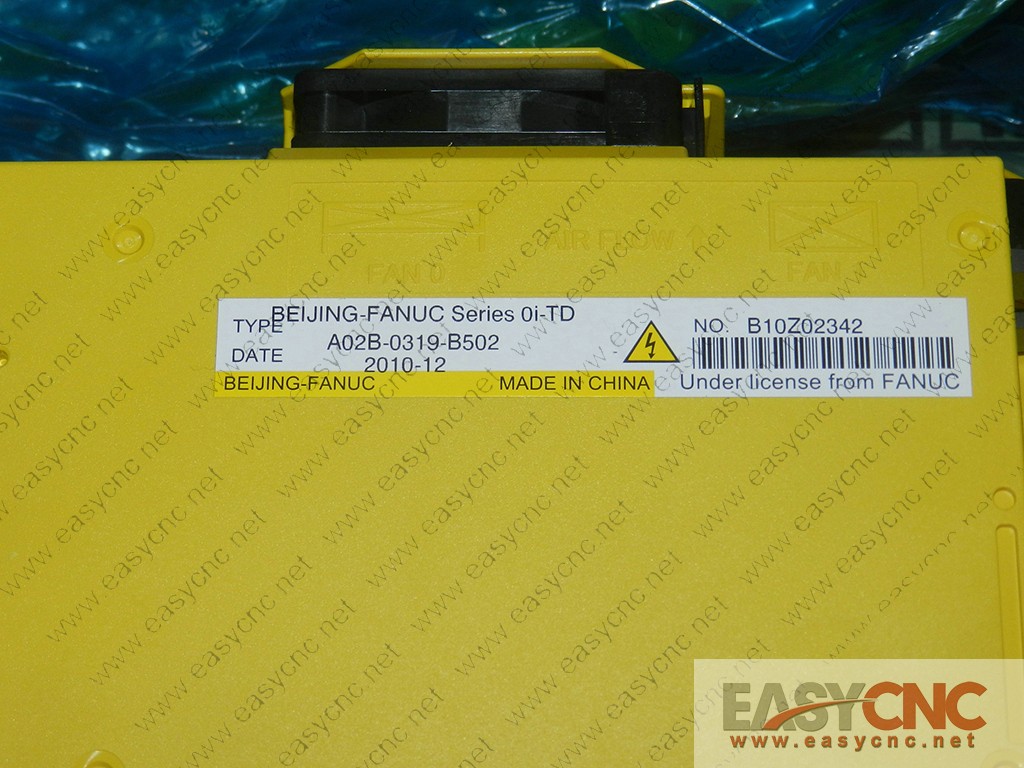 AIR FLOW ↑
FAN 0 FAN
BEIJING-FANUC Series 0i-TD
TYPE A02B-0319-B502
DATE 2010-12
NO. B10Z02342
BEIJING-FANUC MADE IN CHINA
Under license from FANUC
EASYCNC
www.easycnc.net